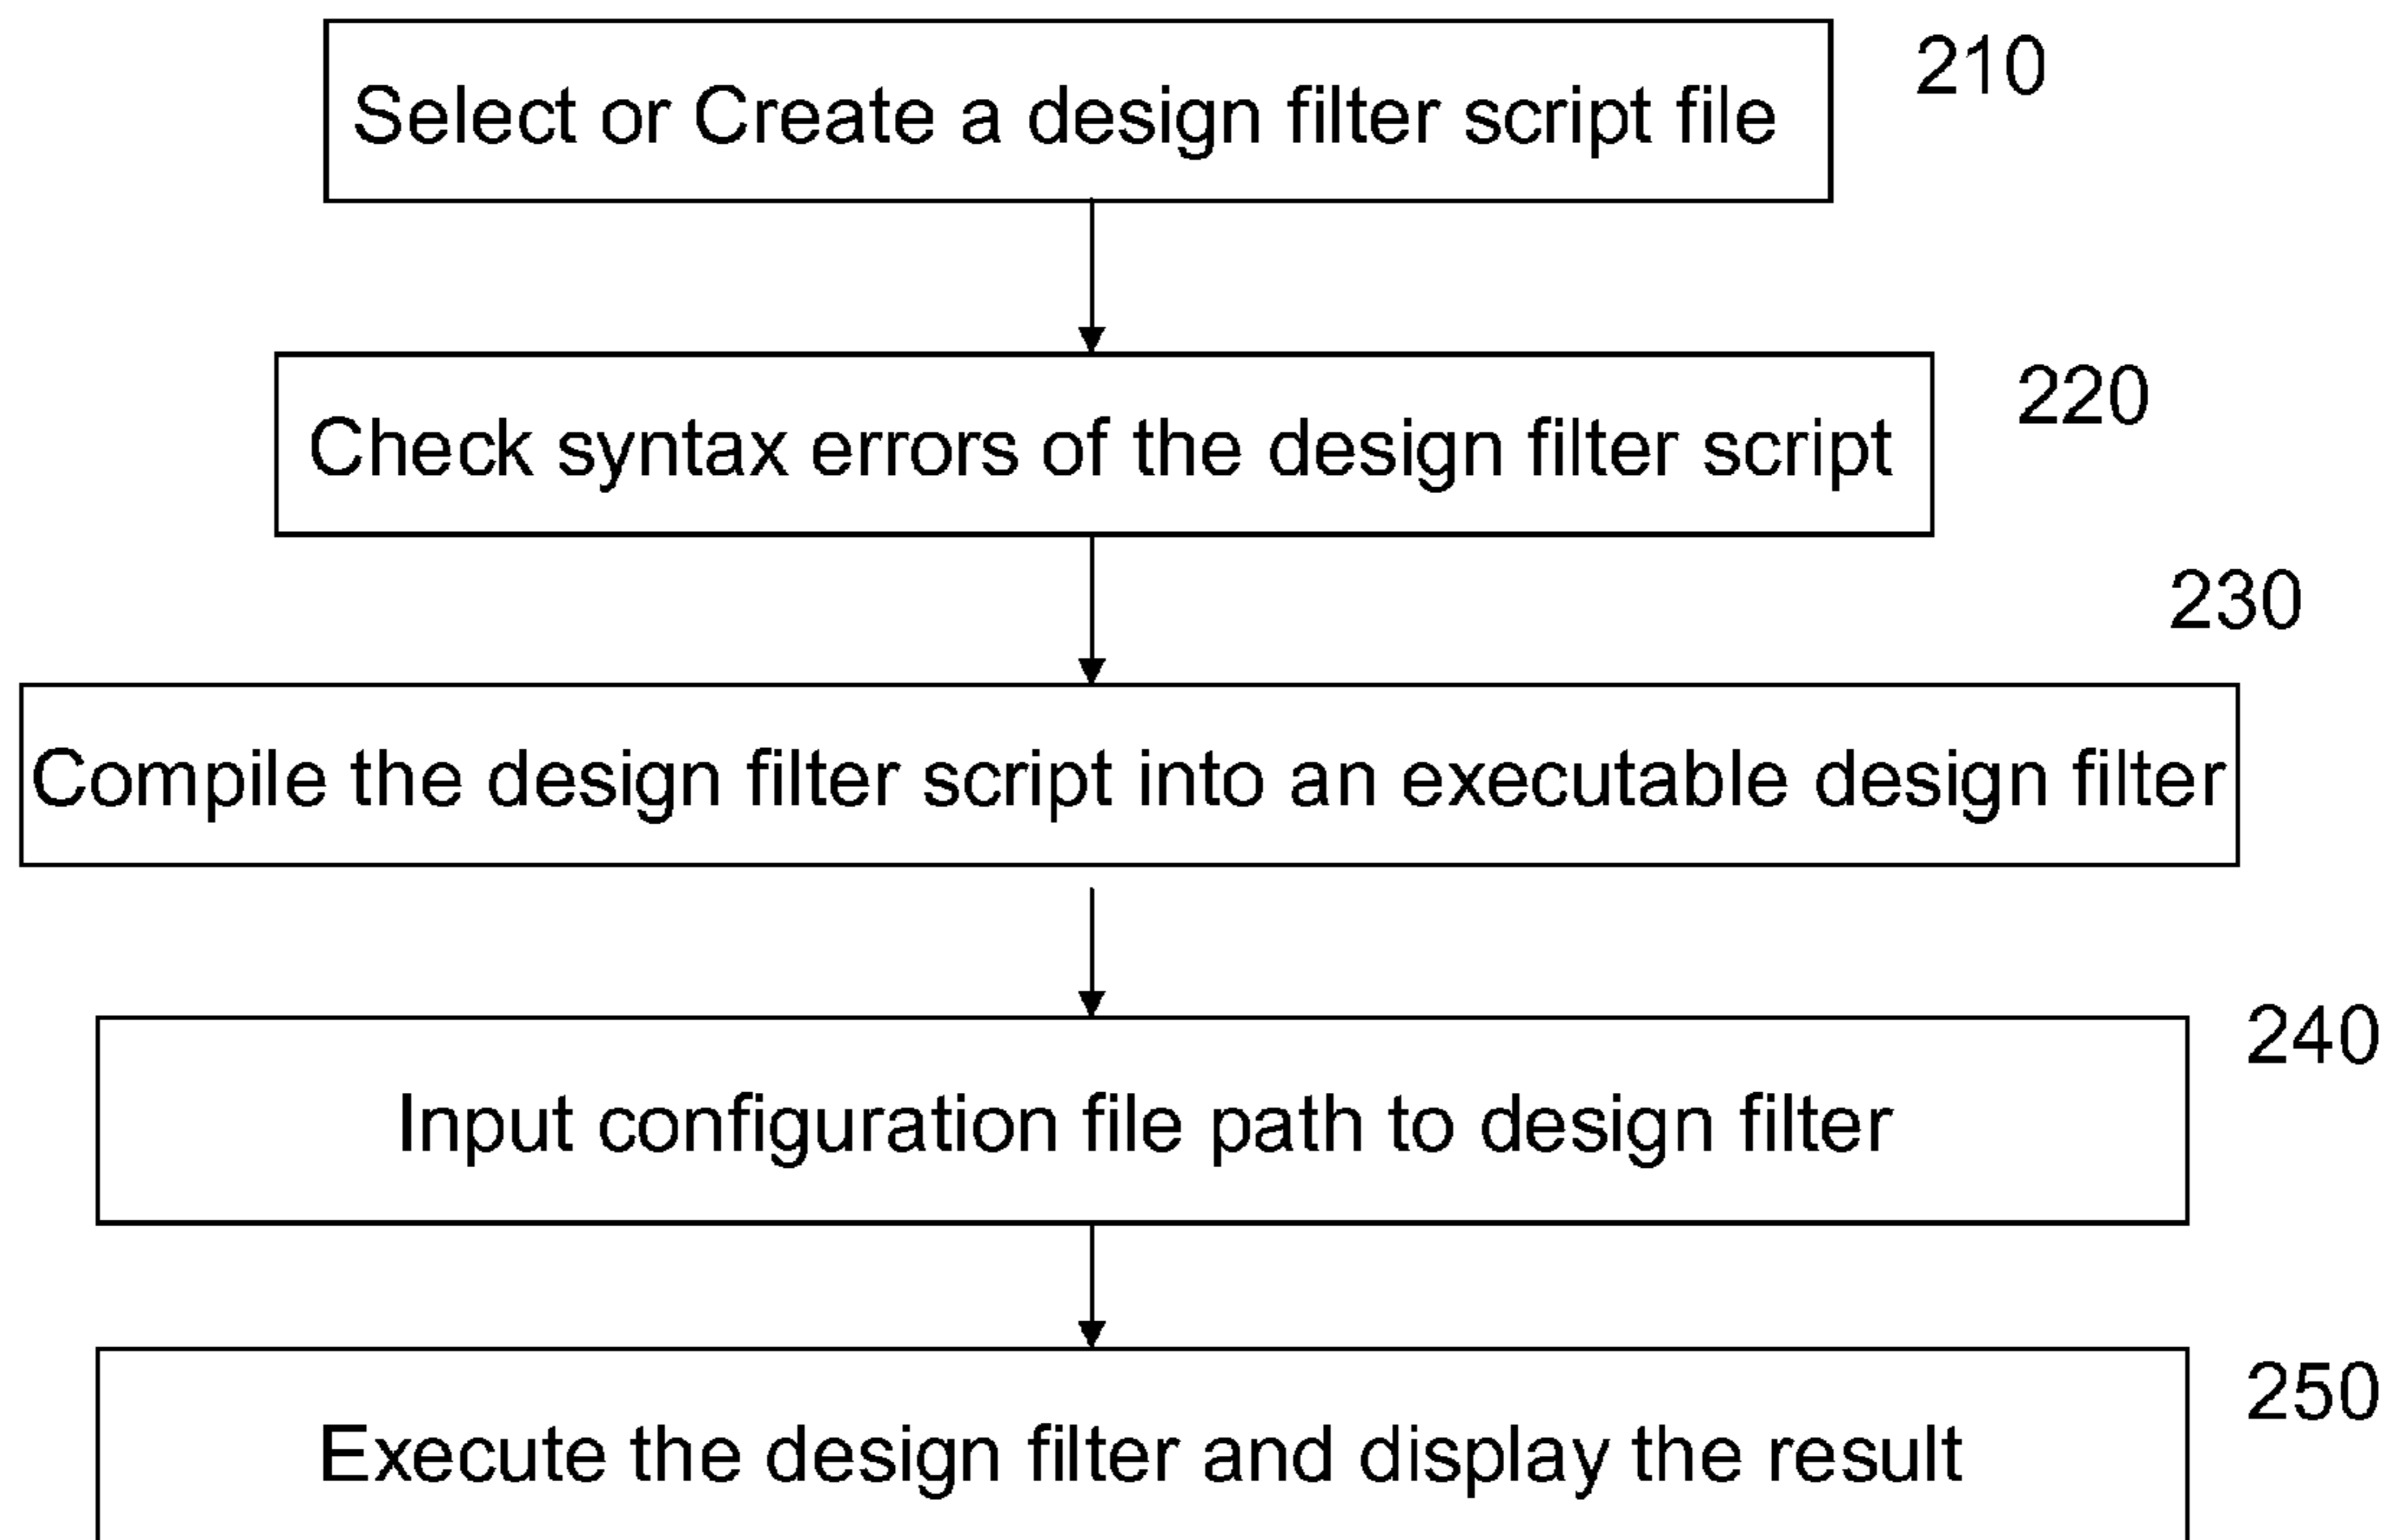 Select or Create a design filter script file
210
Check syntax errors of the design filter script
220
230
Compile the design filter script into an executable design filter
240
Input configuration file path to design filter
250
Execute the design filter and display the result